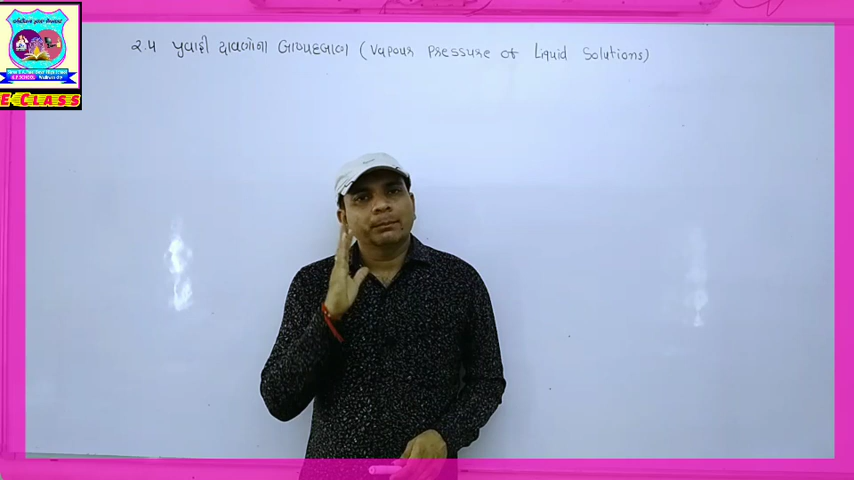 ૨.૫ પ્રવાહી દ્રાવણોના બાષ્પદબાણ (Vapour Pressure of Liquid Solutions)
E CLASS